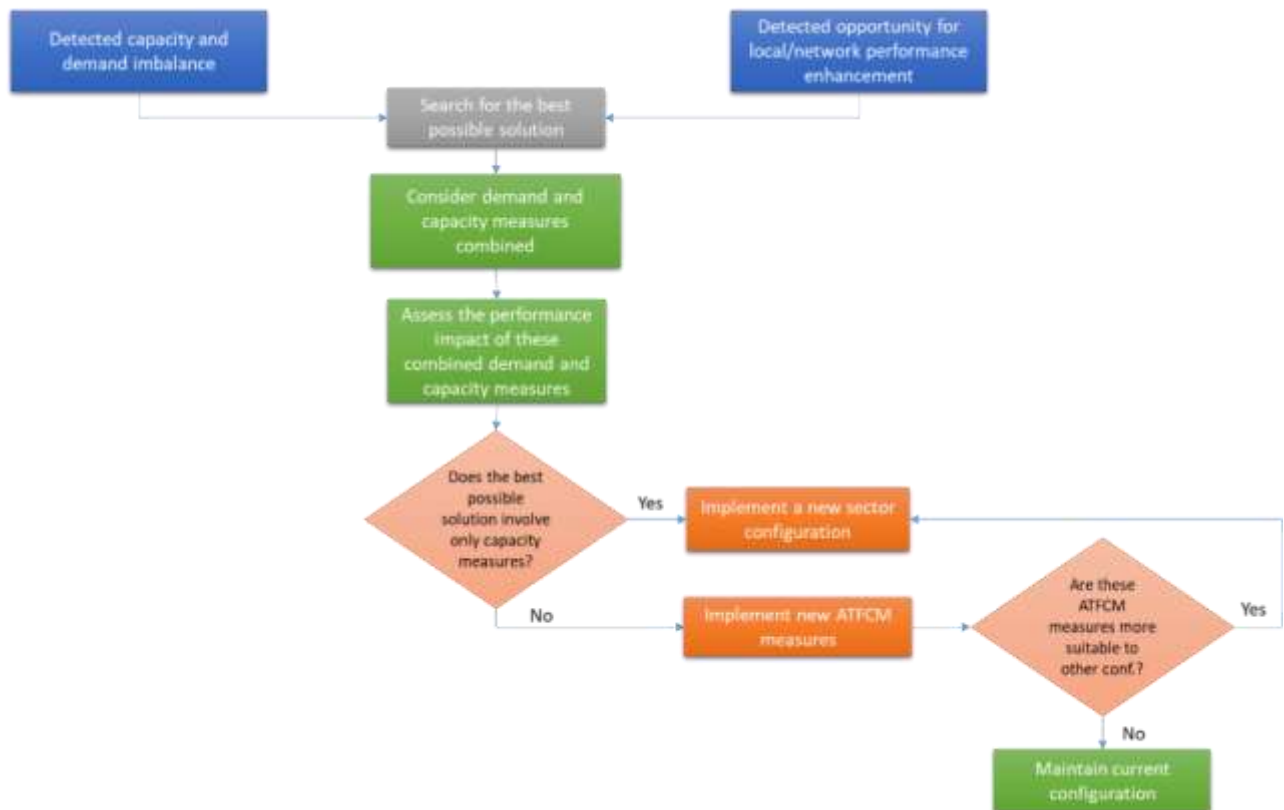 Detected capacity and
demand imbalance
Detected opportunity for
local/network performance
enhancement
Search for the best
possible solution
Consider demand and
capacity measures
combined
Assess the performance
impact of these
combined demand and
capacity measures
Does the best
possible
solution involve
only capacity
measures?
Yes
Implement a new sector
configuration
No
Implement new ATFCM
measures
Are these
ATFCM
measures more
suitable to
other conf.?
Yes
No
Maintain current
configuration